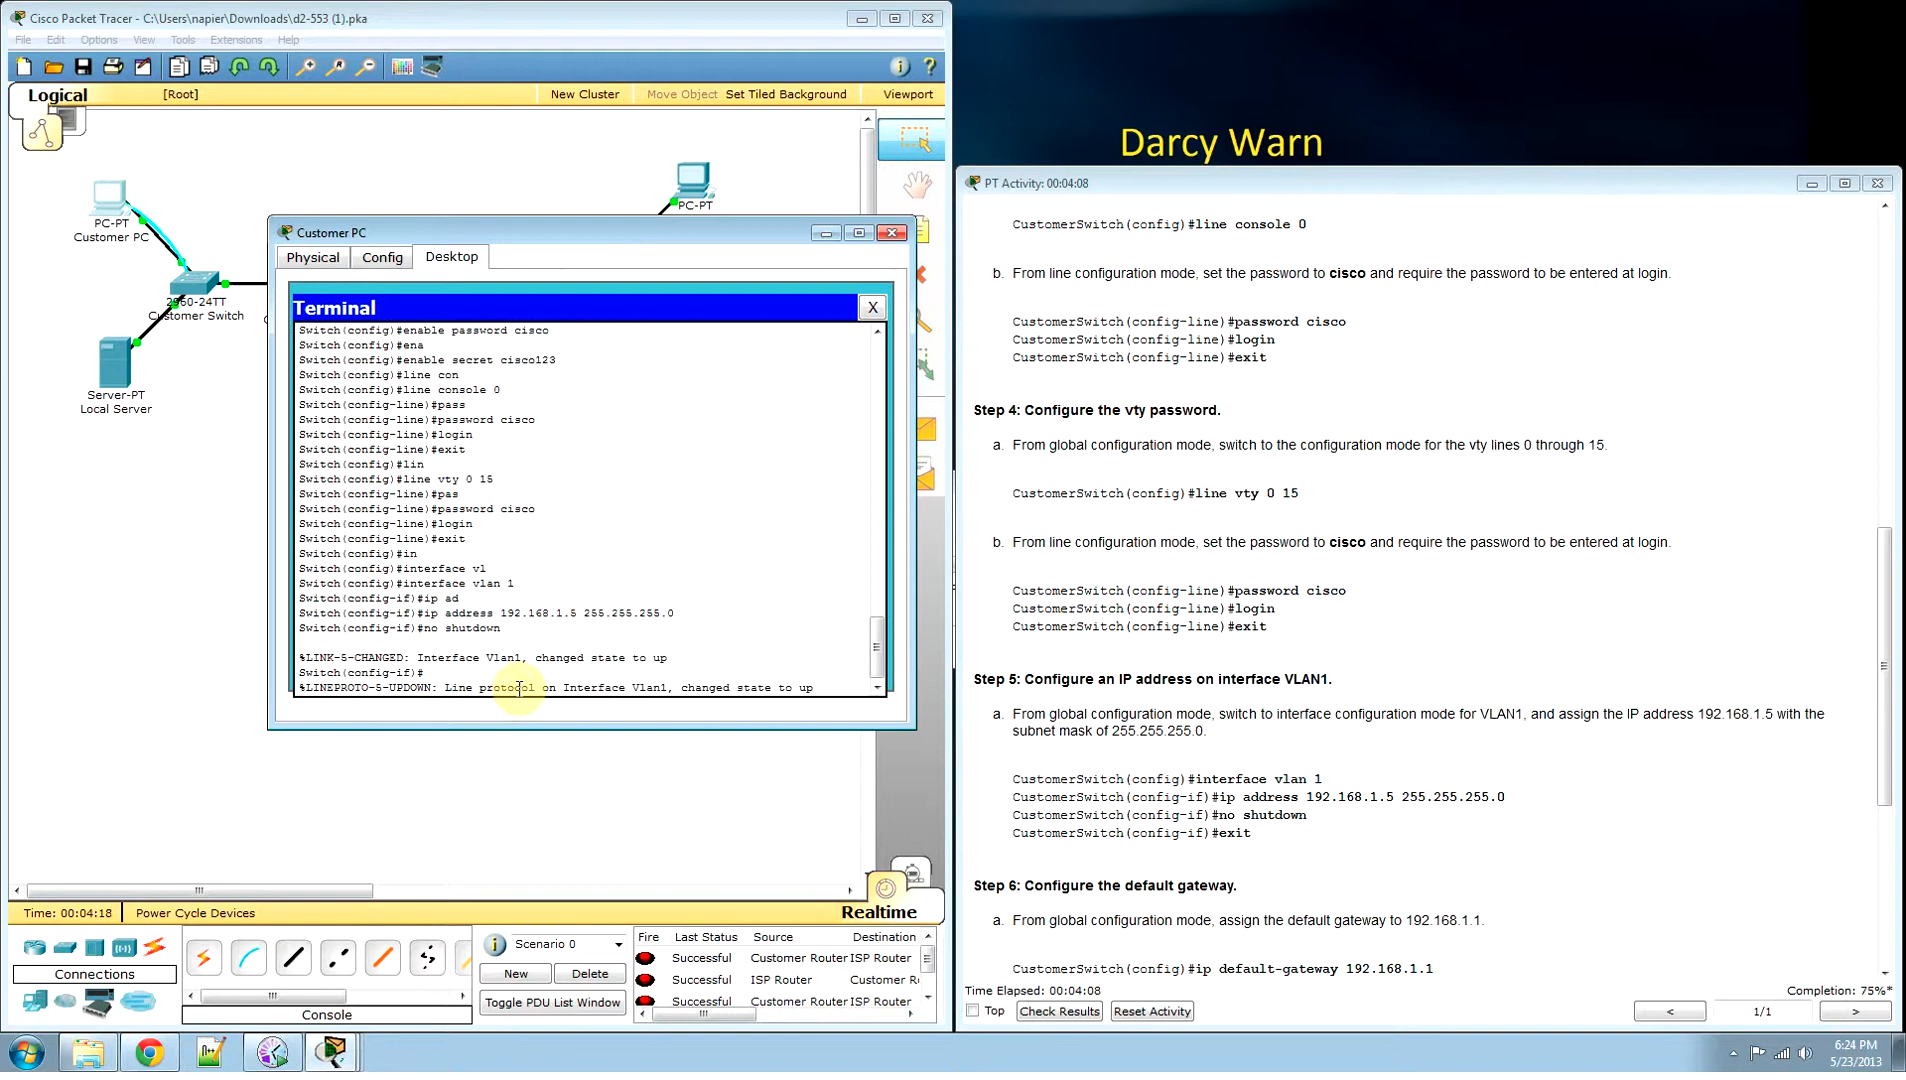 Cisco Packet Tracer - C:\Users\napier\Downloads\d2-553 (1).pka
File Edit Options View Tools Extensions Help
Logical [Root] New Cluster Move Object Set Tiled Background Viewport
PC-PT
Customer PC
2960-24TT
Customer Switch
Server-PT
Local Server
PC-PT
Customer PC
Physical Config Desktop
Terminal X
Switch(config)#enable password cisco
Switch(config)#ena
Switch(config)#enable secret cisco123
Switch(config)#line con
Switch(config)#line console 0
Switch(config-line)#pass
Switch(config-line)#password cisco
Switch(config-line)#login
Switch(config-line)#exit
Switch(config)#lin
Switch(config)#line vty 0 15
Switch(config-line)#pas
Switch(config-line)#password cisco
Switch(config-line)#login
Switch(config-line)#exit
Switch(config)#in
Switch(config)#interface vl
Switch(config)#interface vlan 1
Switch(config-if)#ip ad
Switch(config-if)#ip address 192.168.1.5 255.255.255.0
Switch(config-if)#no shutdown
%LINK-5-CHANGED: Interface Vlan1, changed state to up
Switch(config-if)#
%LINEPROTO-5-UPDOWN: Line protocol on Interface Vlan1, changed state to up
Time: 00:04:18 Power Cycle Devices Realtime
Connections
Console
Scenario 0
New Delete
Toggle PDU List Window
Fire Last Status Source Destination
Successful Customer Router ISP Router
Successful ISP Router Customer R
Successful Customer Router ISP Router
Darcy Warn
PT Activity: 00:04:08
CustomerSwitch(config)#line console 0
b. From line configuration mode, set the password to cisco and require the password to be entered at login.
CustomerSwitch(config-line)#password cisco
CustomerSwitch(config-line)#login
CustomerSwitch(config-line)#exit
Step 4: Configure the vty password.
a. From global configuration mode, switch to the configuration mode for the vty lines 0 through 15.
CustomerSwitch(config)#line vty 0 15
b. From line configuration mode, set the password to cisco and require the password to be entered at login.
CustomerSwitch(config-line)#password cisco
CustomerSwitch(config-line)#login
CustomerSwitch(config-line)#exit
Step 5: Configure an IP address on interface VLAN1.
a. From global configuration mode, switch to interface configuration mode for VLAN1, and assign the IP address 192.168.1.5 with the
subnet mask of 255.255.255.0.
CustomerSwitch(config)#interface vlan 1
CustomerSwitch(config-if)#ip address 192.168.1.5 255.255.255.0
CustomerSwitch(config-if)#no shutdown
CustomerSwitch(config-if)#exit
Step 6: Configure the default gateway.
a. From global configuration mode, assign the default gateway to 192.168.1.1.
CustomerSwitch(config)#ip default-gateway 192.168.1.1
Time Elapsed: 00:04:08 Completion: 75%*
Top Check Results Reset Activity < 1/1 >
6:24 PM
5/23/2013